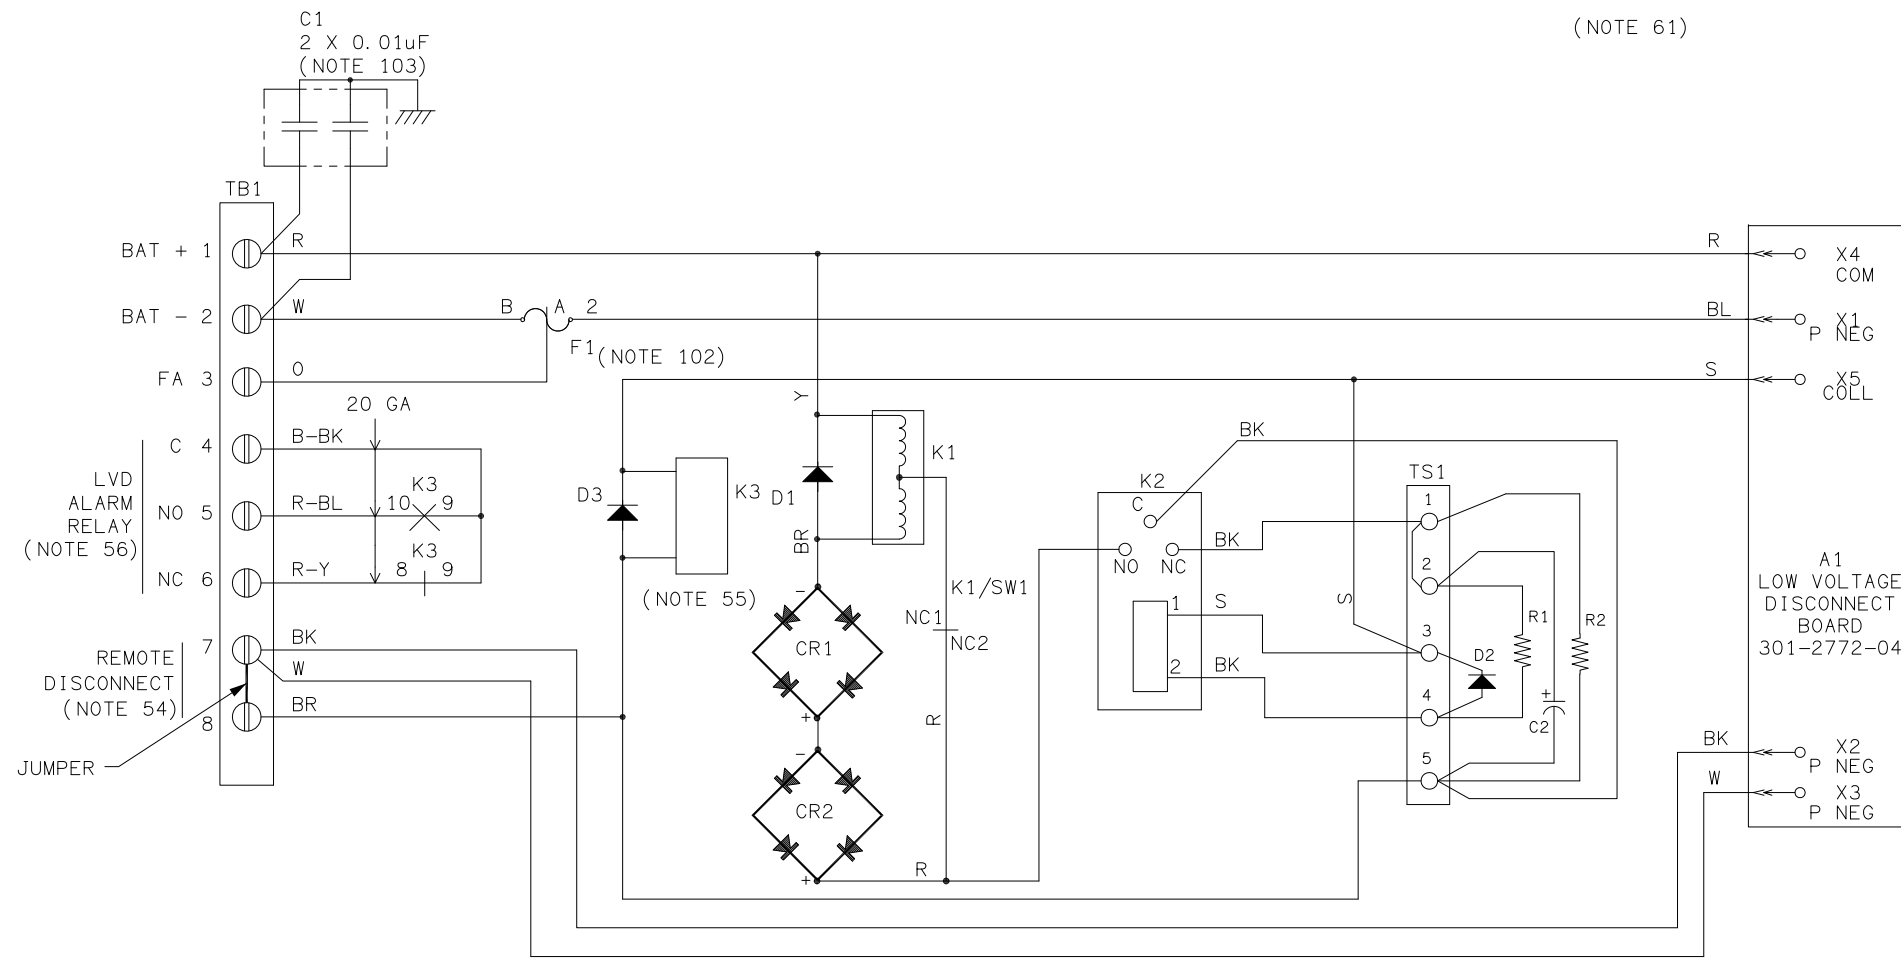 C1
2 X 0.01uF
(NOTE 103)
(NOTE 61)
TB1
BAT + 1
R
R
X4
COM
BAT - 2
W
B
A
2
F1
(NOTE 102)
BL
X1
P NEG
FA 3
O
S
X5
COLL
20 GA
C 4
B-BK
LVD
ALARM
RELAY
(NOTE 56)
NO 5
R-BL
K3
10
9
NC 6
R-Y
K3
8
9
D3
K3
(NOTE 55)
Y
D1
K1
BR
K1/SW1
NC1
NC2
-
CR1
+
-
CR2
+
R
R
K2
C
NO
NC
BK
BK
1
S
2
BK
S
TS1
1
2
3
4
5
R1
R2
D2
+
C2
A1
LOW VOLTAGE
DISCONNECT
BOARD
301-2772-04
REMOTE
DISCONNECT
(NOTE 54)
7
BK
W
8
BR
JUMPER
BK
X2
P NEG
W
X3
P NEG